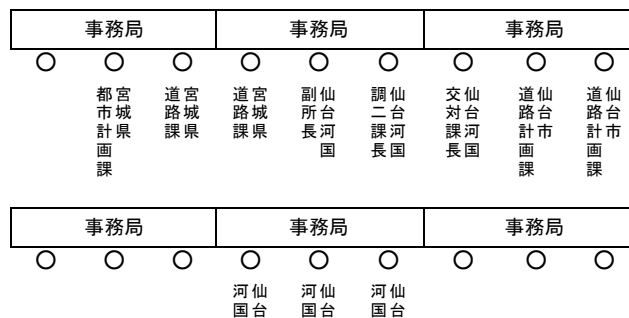 事務局 事務局 事務局
宮城県
都市計画課
宮城県
道路課
宮城県
道路課
仙台河国
副所長
仙台河国
調二課長
仙台河国
交対課長
仙台市
道路計画課
仙台市
道路計画課
事務局 事務局 事務局
仙台
河国
仙台
河国
仙台
河国